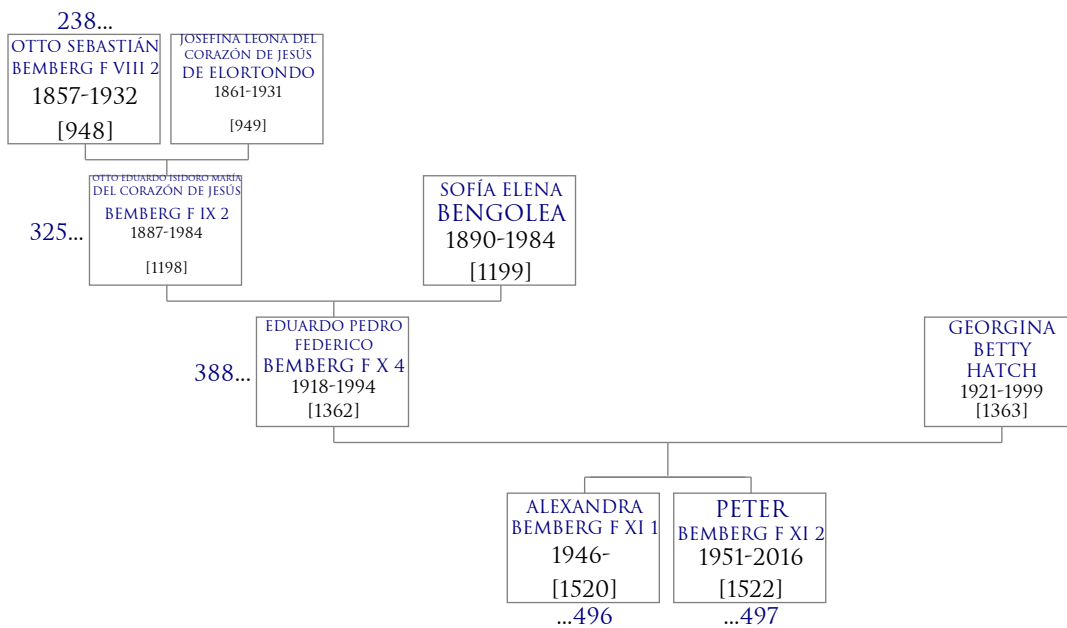 238...
OTTO SEBASTIÁN
BEMBERG F VIII 2
1857-1932
[948]
JOSEFINA LEONA DEL
CORAZÓN DE JESÚS
DE ELORTONDO
1861-1931
[949]
325...
OTTO EDUARDO ISIDORO MARÍA
DEL CORAZÓN DE JESÚS
BEMBERG F IX 2
1887-1984
[1198]
SOFÍA ELENA
BENGOLEA
1890-1984
[1199]
388...
EDUARDO PEDRO
FEDERICO
BEMBERG F X 4
1918-1994
[1362]
GEORGINA
BETTY
HATCH
1921-1999
[1363]
ALEXANDRA
BEMBERG F XI 1
1946-
[1520]
...496
PETER
BEMBERG F XI 2
1951-2016
[1522]
...497